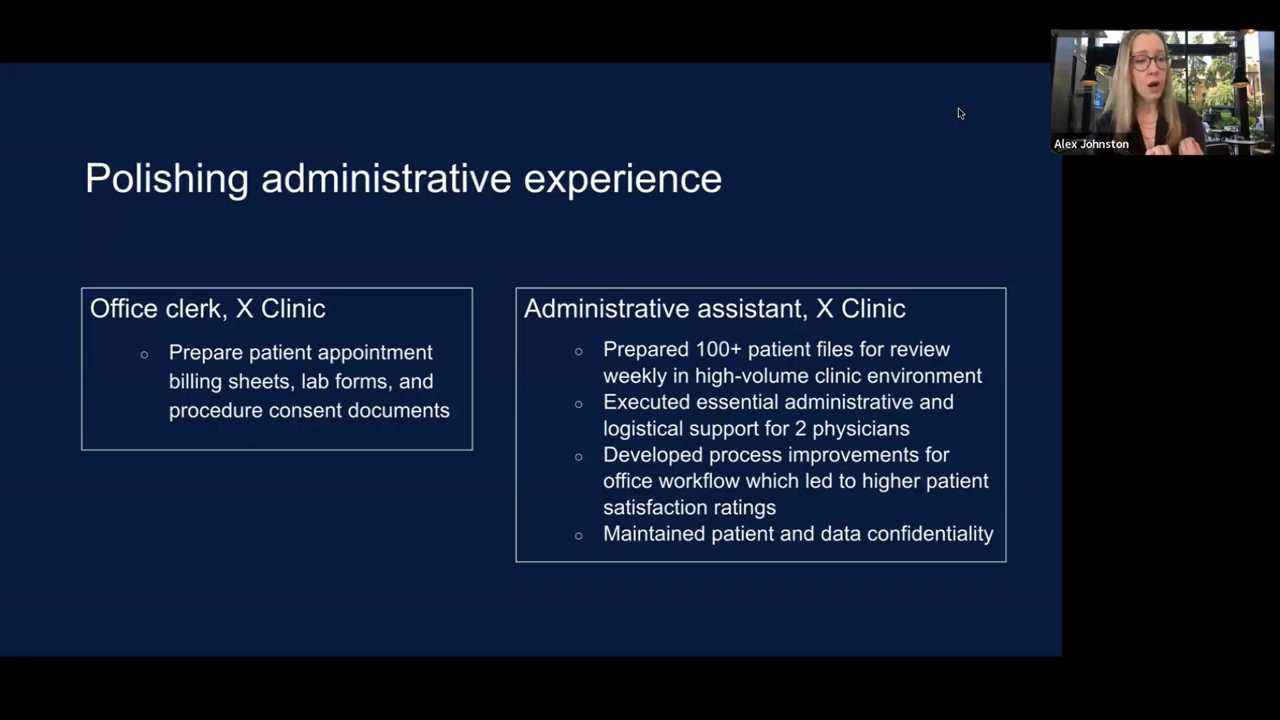 Alex Johnston
Polishing administrative experience
Office clerk, X Clinic
○ Prepare patient appointment
billing sheets, lab forms, and
procedure consent documents
Administrative assistant, X Clinic
○ Prepared 100+ patient files for review
weekly in high-volume clinic environment
○ Executed essential administrative and
logistical support for 2 physicians
○ Developed process improvements for
office workflow which led to higher patient
satisfaction ratings
○ Maintained patient and data confidentiality